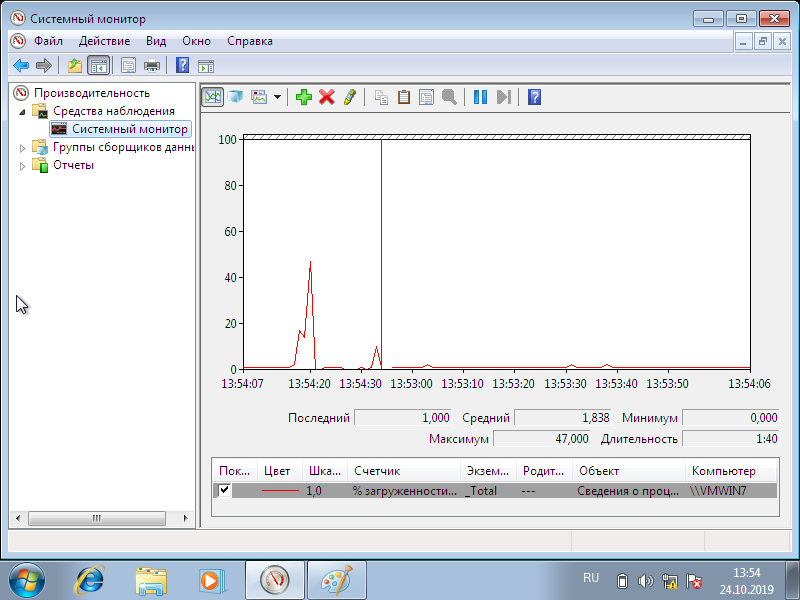 Системный монитор
Файл Действие Вид Окно Справка
Производительность
Средства наблюдения
Системный монитор
Группы сборщиков данны
Отчеты
100
80
60
40
20
0
13:54:07 13:54:20 13:54:30 13:53:00 13:53:10 13:53:20 13:53:30 13:53:40 13:53:50 13:54:06
Последний 1,000 Средний 1,838 Минимум 0,000
Максимум 47,000 Длительность 1:40
Пок... Цвет Шка... Счетчик Экзем... Родит... Объект Компьютер
1,0 % загруженности... _Total --- Сведения о проц... \\VMWIN7
RU 13:54
24.10.2019